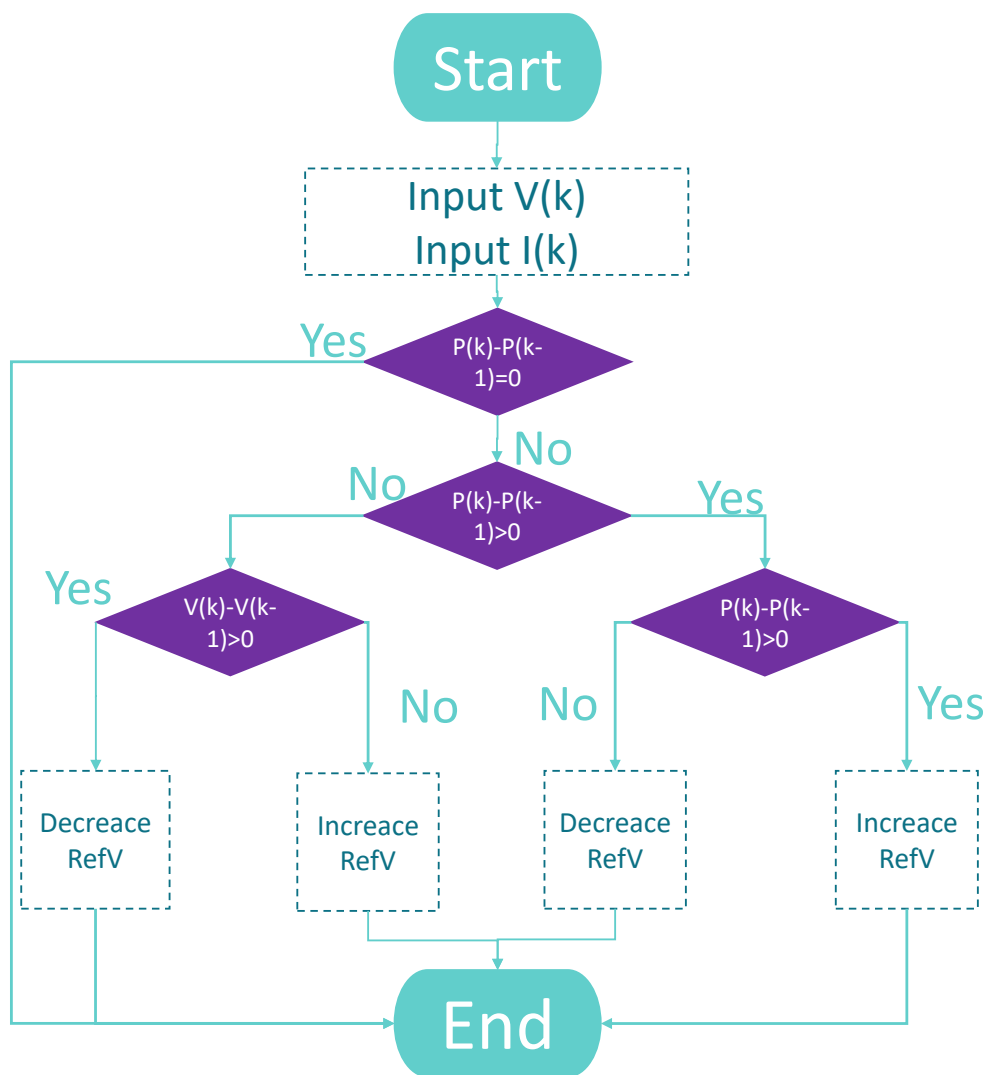 Start
Input V(k)
Input I(k)
Yes
P(k)-P(k-
1)=0
No
No
P(k)-P(k-
1)>0
Yes
Yes
V(k)-V(k-
1)>0
No
P(k)-P(k-
1)>0
No
Yes
Decreace
RefV
Increace
RefV
Decreace
RefV
Increace
RefV
End